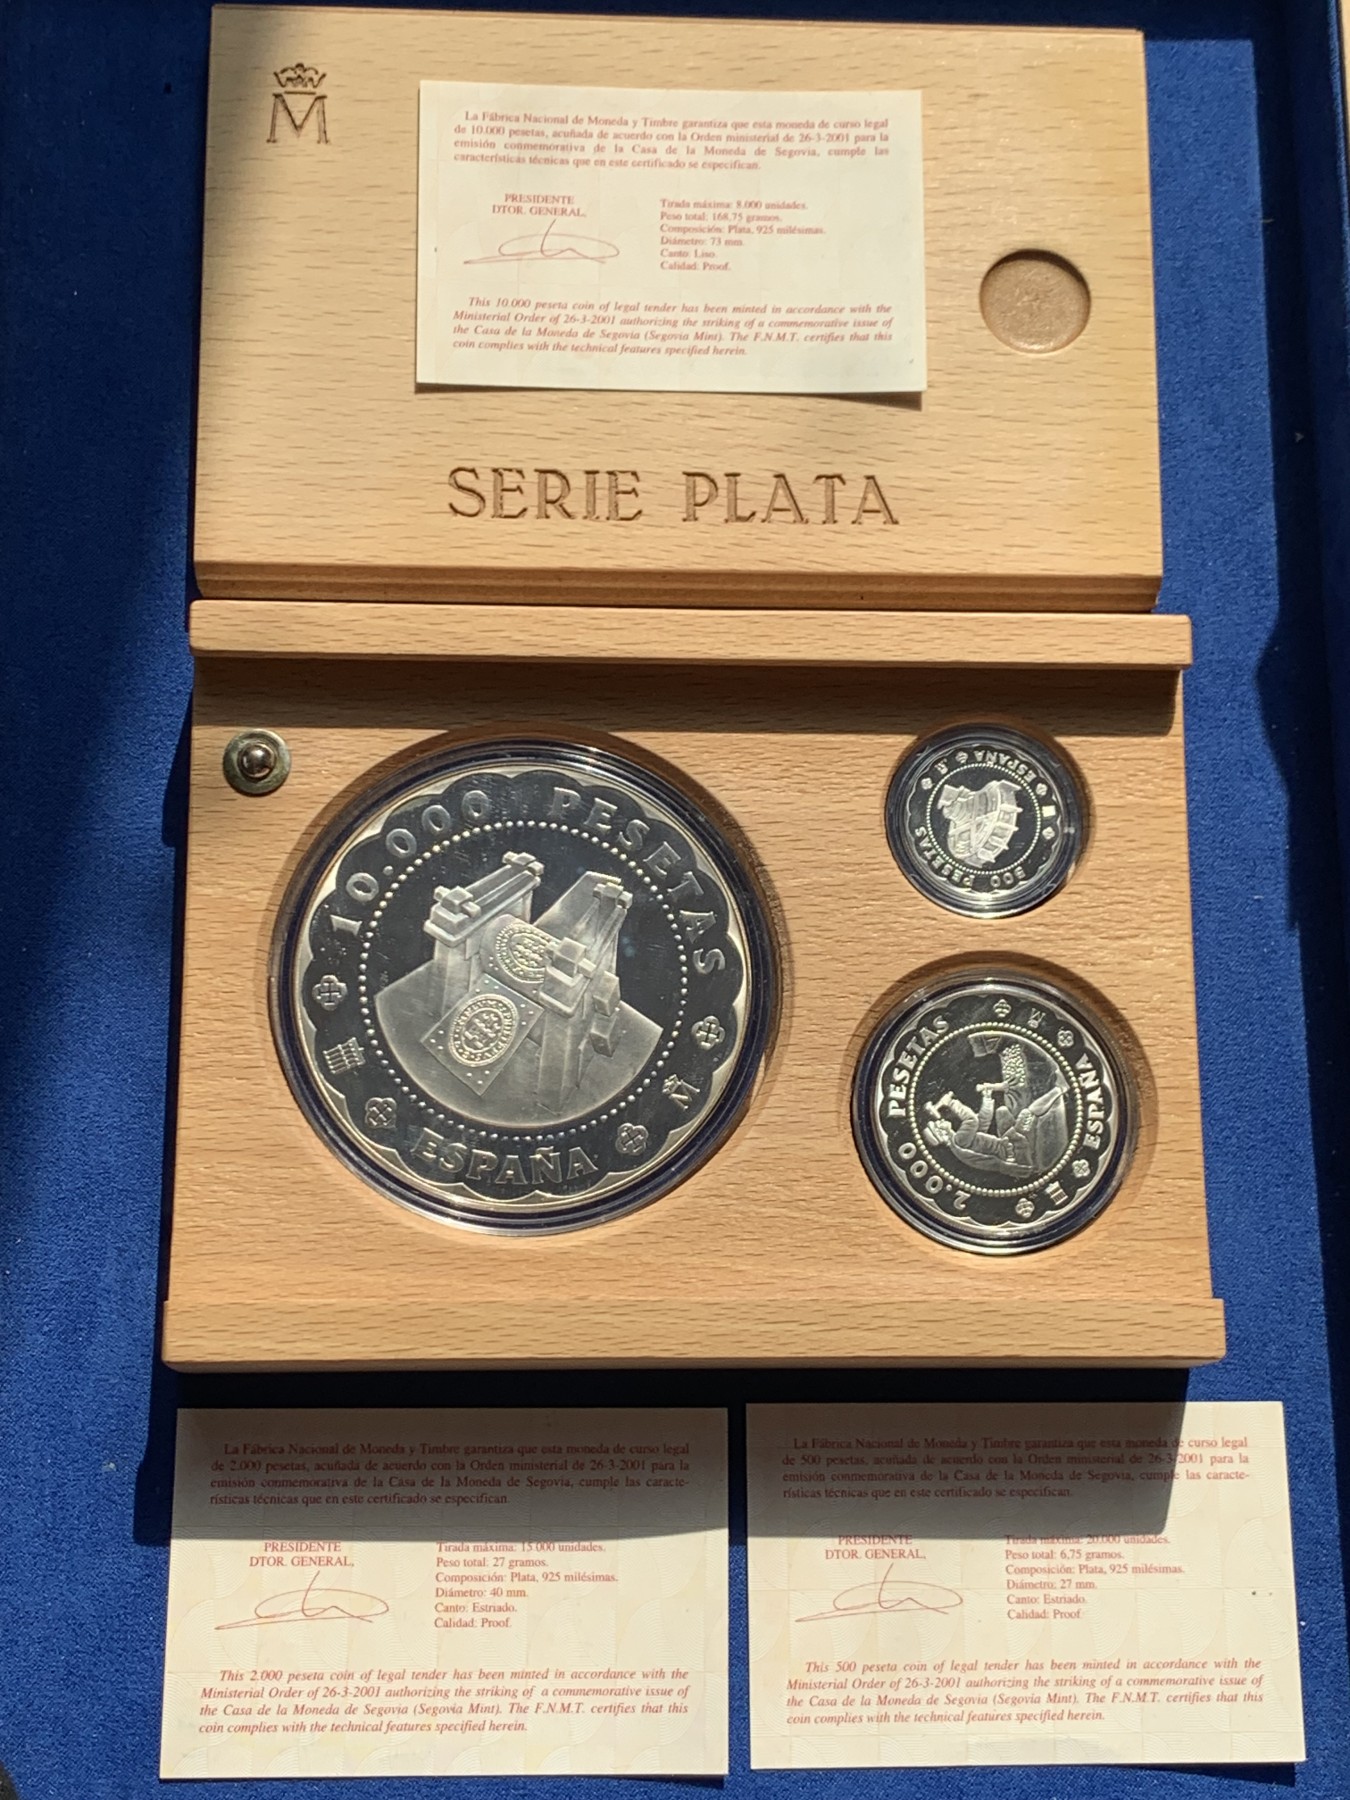 M
La Fábrica Nacional de Moneda y Timbre garantiza que esta moneda de curso legal
de 10.000 pesetas, acuñada de acuerdo con la Orden ministerial de 26-3-2001 para la
emisión conmemorativa de la Casa de la Moneda de Segovia, cumple las
características técnicas que en este certificado se especifican.
PRESIDENTE
DTOR. GENERAL,
Tirada máxima: 8.000 unidades.
Peso total: 168,75 gramos.
Composición: Plata, 925 milésimas.
Diámetro: 73 mm.
Canto: Liso.
Calidad: Proof.
This 10.000 peseta coin of legal tender has been minted in accordance with the
Ministerial Order of 26-3-2001 authorizing the striking of a commemorative issue of
the Casa de la Moneda de Segovia (Segovia Mint). The F.N.M.T. certifies that this
coin complies with the technical features specified herein.
SERIE PLATA
10.000 PESETAS
M
ESPAÑA
500 PESETAS
M
ESPAÑA
2.000 PESETAS
M
ESPAÑA
La Fábrica Nacional de Moneda y Timbre garantiza que esta moneda de curso legal
de 2.000 pesetas, acuñada de acuerdo con la Orden ministerial de 26-3-2001 para la
emisión conmemorativa de la Casa de la Moneda de Segovia, cumple las caracte-
rísticas técnicas que en este certificado se especifican.
PRESIDENTE
DTOR. GENERAL,
Tirada máxima: 15.000 unidades.
Peso total: 27 gramos.
Composición: Plata, 925 milésimas.
Diámetro: 40 mm.
Canto: Estriado.
Calidad: Proof.
This 2.000 peseta coin of legal tender has been minted in accordance with the
Ministerial Order of 26-3-2001 authorizing the striking of a commemorative issue of
the Casa de la Moneda de Segovia (Segovia Mint). The F.N.M.T. certifies that this
coin complies with the technical features specified herein.
La Fábrica Nacional de Moneda y Timbre garantiza que esta moneda de curso legal
de 500 pesetas, acuñada de acuerdo con la Orden ministerial de 26-3-2001 para la
emisión conmemorativa de la Casa de la Moneda de Segovia, cumple las caracte-
rísticas técnicas que en este certificado se especifican.
PRESIDENTE
DTOR. GENERAL,
Tirada máxima: 20.000 unidades.
Peso total: 6,75 gramos.
Composición: Plata, 925 milésimas.
Diámetro: 27 mm.
Canto: Estriado.
Calidad: Proof
This 500 peseta coin of legal tender has been minted in accordance with the
Ministerial Order of 26-3-2001 authorizing the striking of a commemorative issue of
the Casa de la Moneda de Segovia (Segovia Mint). The F.N.M.T. certifies that this
coin complies with the technical features specified herein.